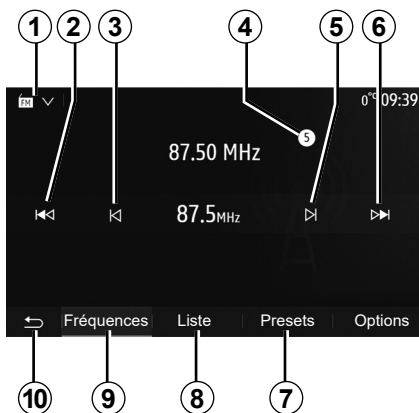 1 2 3 4 5 6
FM 0°C 09:39
5
87.50 MHz
87.5MHz
Fréquences Liste Presets Options
10 9 8 7